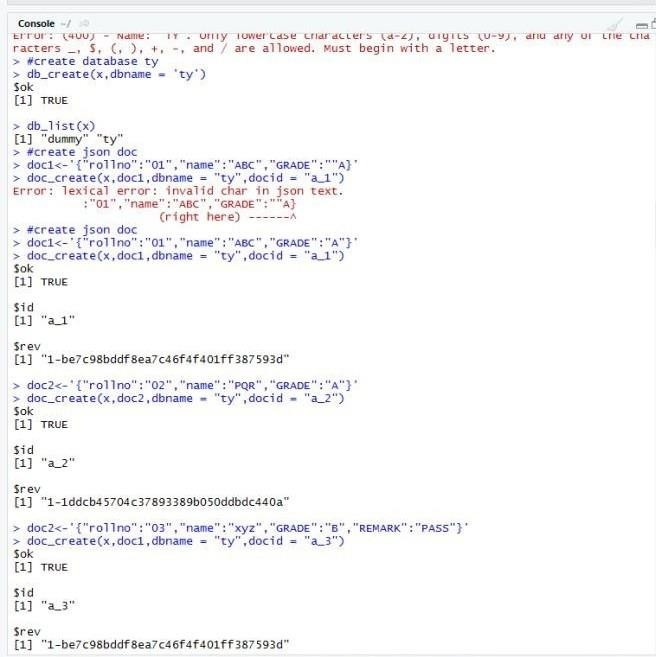 Console ~/
Error: (400) - Name: 'TY'. Only lowercase characters (a-z), digits (0-9), and any of the cha
racters _, $, (, ), +, -, and / are allowed. Must begin with a letter.
> #create database ty
> db_create(x,dbname = 'ty')
$ok
[1] TRUE
> db_list(x)
[1] "dummy" "ty"
> #create json doc
> doc1<-'{"rollno":"01","name":"ABC","GRADE":""A}'
> doc_create(x,doc1,dbname = "ty",docid = "a_1")
Error: lexical error: invalid char in json text.
:"01","name":"ABC","GRADE":""A}
(right here) ------^
> #create json doc
> doc1<-'{"rollno":"01","name":"ABC","GRADE":"A"}'
> doc_create(x,doc1,dbname = "ty",docid = "a_1")
$ok
[1] TRUE
$id
[1] "a_1"
$rev
[1] "1-be7c98bddf8ea7c46f4f401ff387593d"
> doc2<-'{"rollno":"02","name":"PQR","GRADE":"A"}'
> doc_create(x,doc2,dbname = "ty",docid = "a_2")
$ok
[1] TRUE
$id
[1] "a_2"
$rev
[1] "1-1ddcb45704c37893389b050ddbdc440a"
> doc2<-'{"rollno":"03","name":"xyz","GRADE":"B","REMARK":"PASS"}'
> doc_create(x,doc1,dbname = "ty",docid = "a_3")
$ok
[1] TRUE
$id
[1] "a_3"
$rev
[1] "1-be7c98bddf8ea7c46f4f401ff387593d"